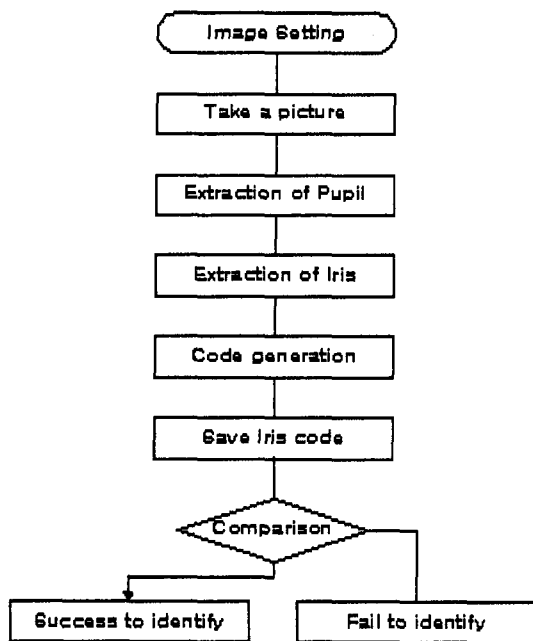 Image Setting
Take a picture
Extraction of Pupil
Extraction of Iris
Code generation
Save Iris code
Comparison
Success to identify
Fail to identify